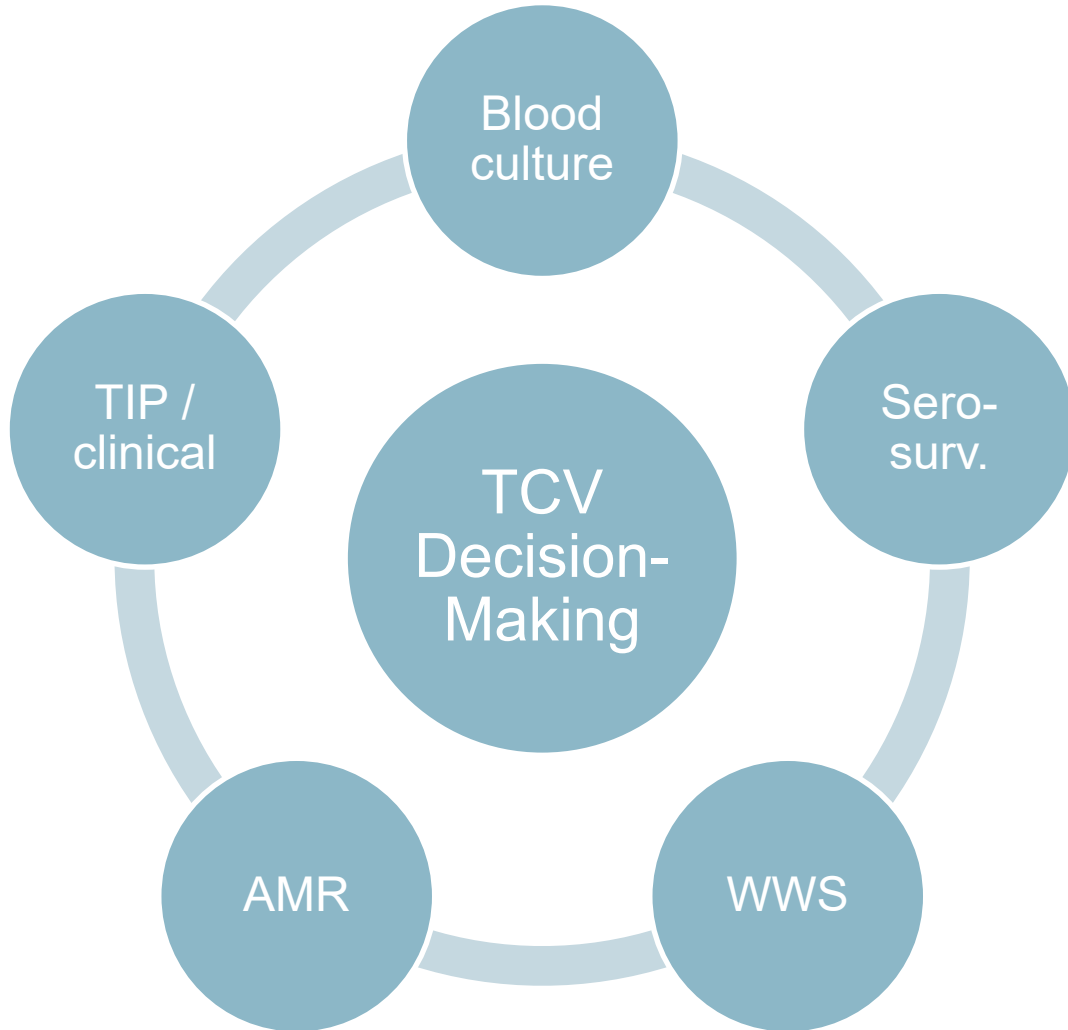 Blood
culture
TIP /
clinical
Sero-
surv.
TCV
Decision-
Making
AMR
WWS